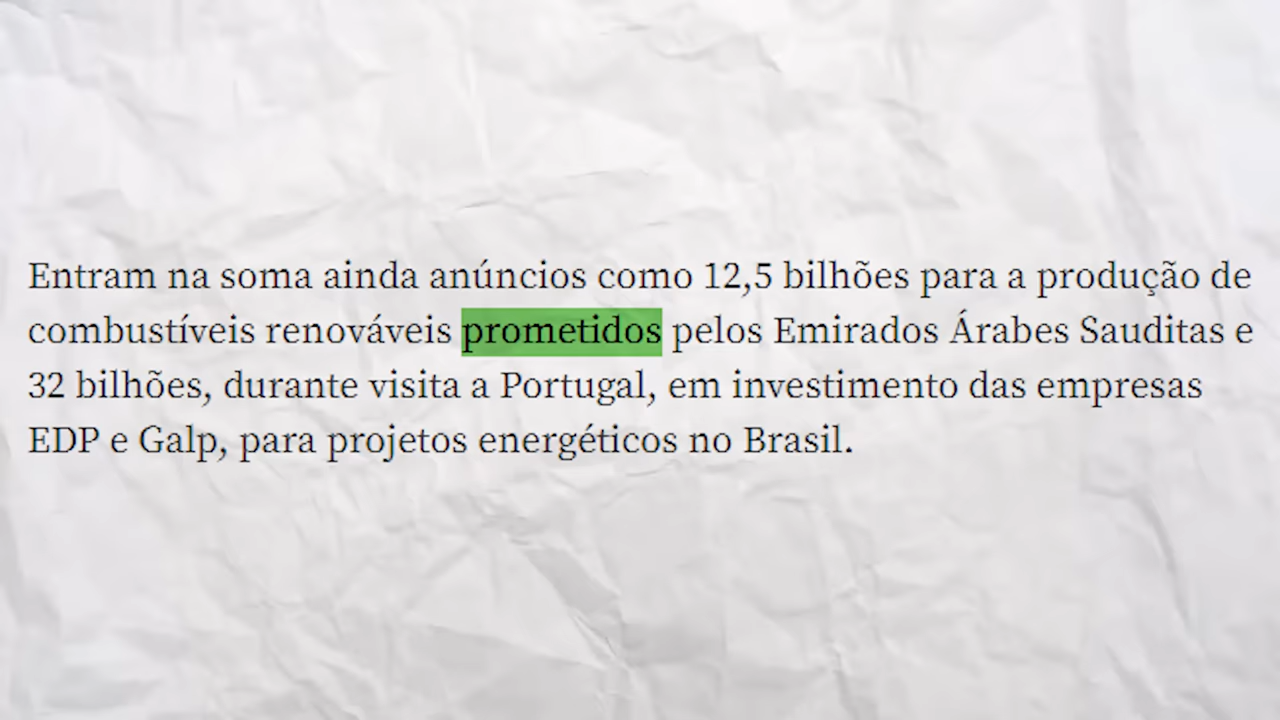 Entram na soma ainda anúncios como 12,5 bilhões para a produção de
combustíveis renováveis prometidos pelos Emirados Árabes Sauditas e
32 bilhões, durante visita a Portugal, em investimento das empresas
EDP e Galp, para projetos energéticos no Brasil.